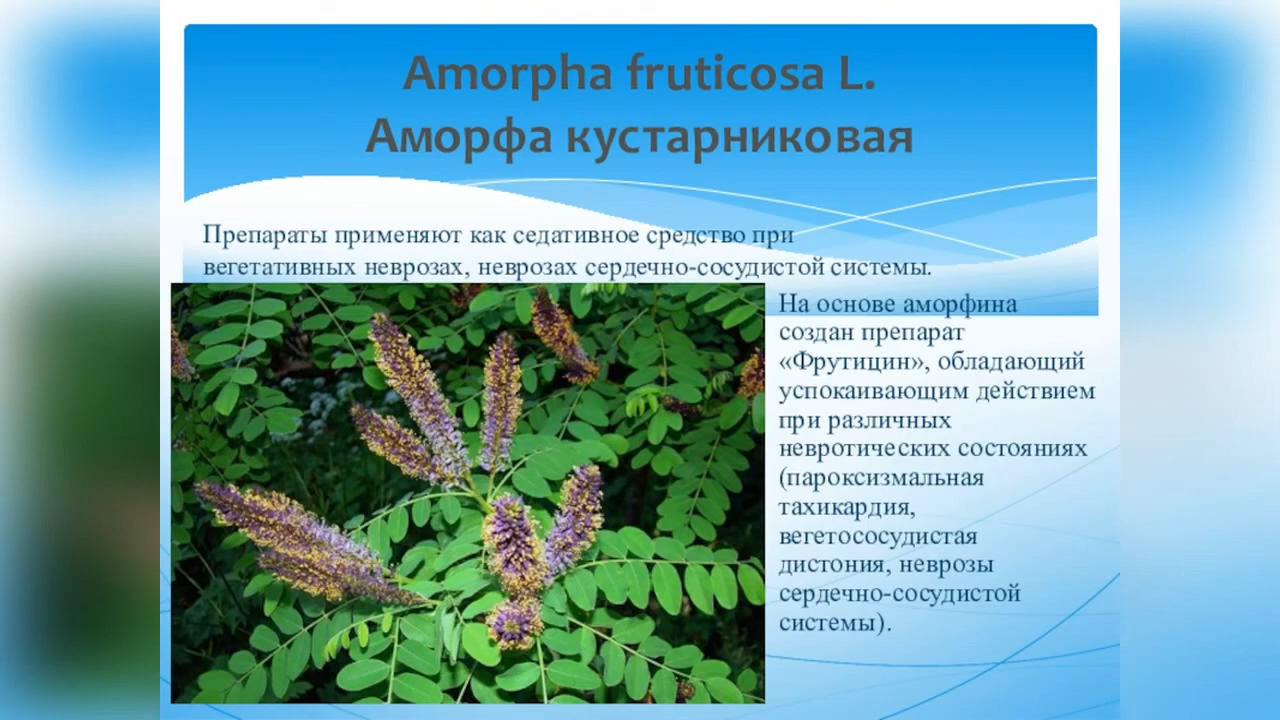 Amorpha fruticosa L.
Аморфа кустарниковая
Препараты применяют как седативное средство при
вегетативных неврозах, неврозах сердечно-сосудистой системы.
На основе аморфина
создан препарат
«Фрутицин», обладающий
успокаивающим действием
при различных
невротических состояниях
(пароксизмальная
тахикардия,
вегетососудистая
дистония, неврозы
сердечно-сосудистой
системы).